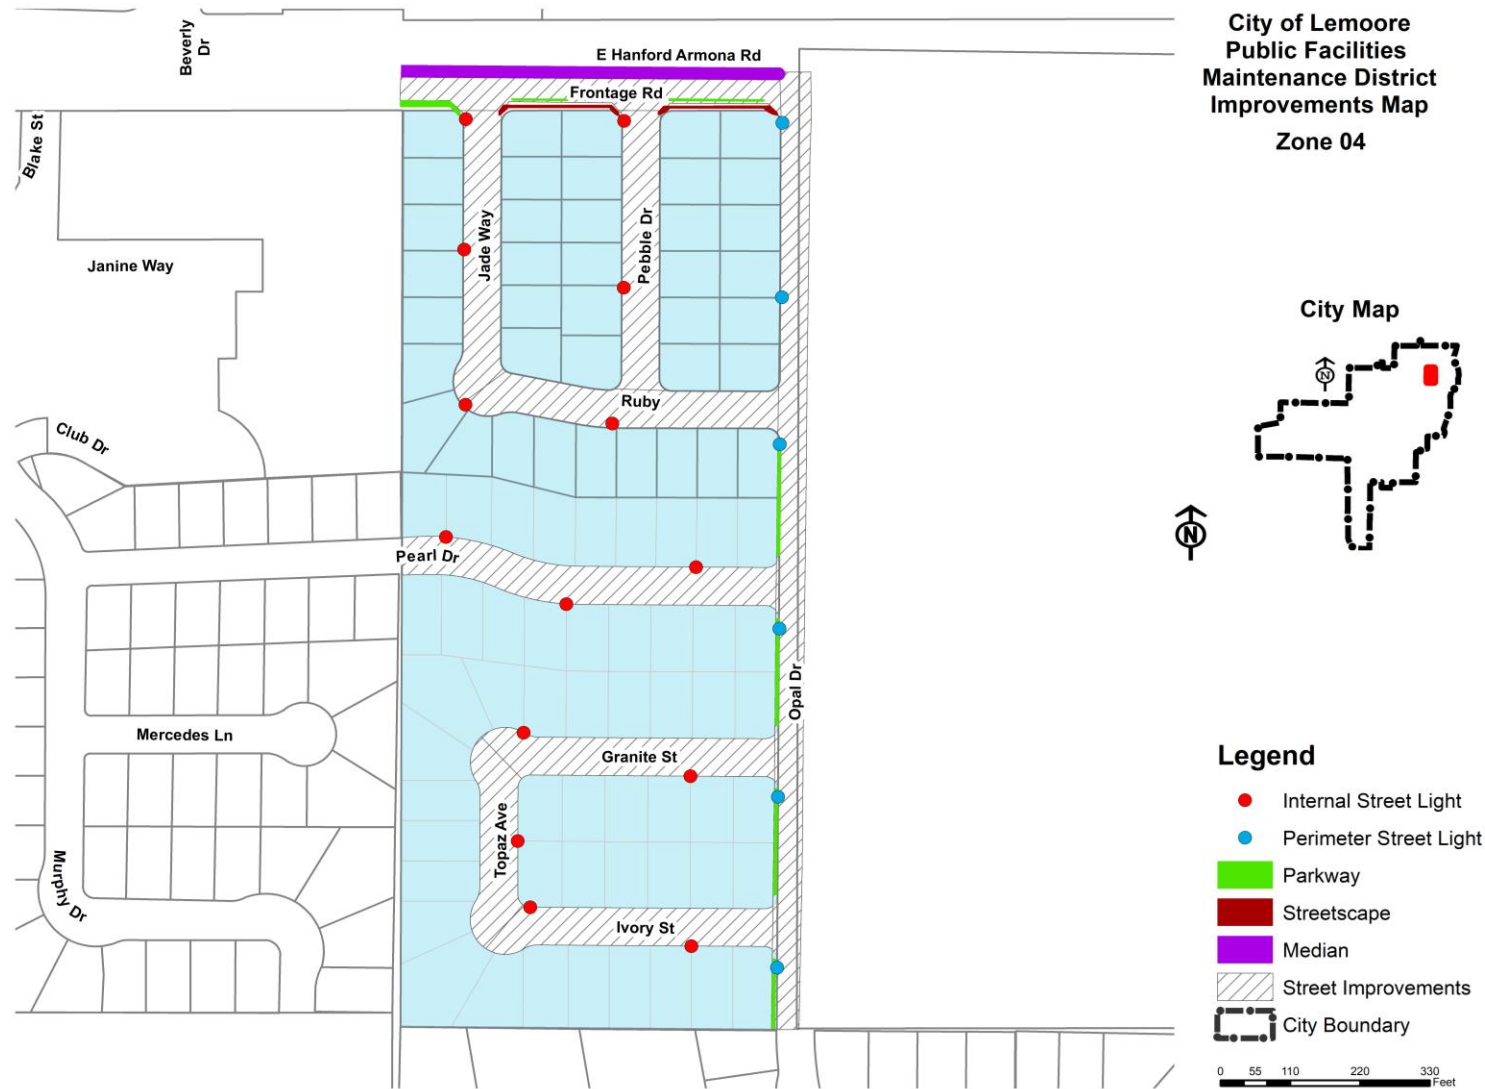 City of Lemoore
Public Facilities
Maintenance District
Improvements Map
Zone 04
Beverly
Dr
E Hanford Armona Rd
Frontage Rd
Blake St
Jade Way
Pebble Dr
Janine Way
City Map
N
Ruby
Club Dr
N
Pearl Dr
Opal Dr
Mercedes Ln
Granite St
Topaz Ave
Murphy Dr
Ivory St
Legend
Internal Street Light
Perimeter Street Light
Parkway
Streetscape
Median
Street Improvements
City Boundary
0 55 110 220 330
Feet